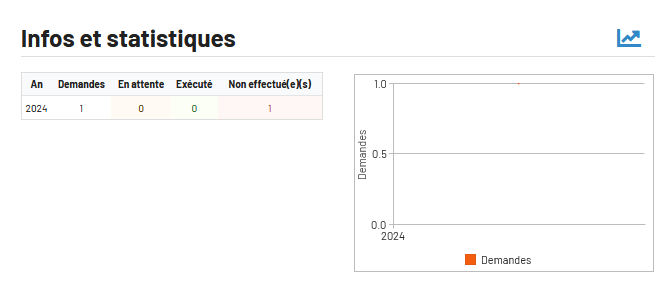 Infos et statistiques
An Demandes En attente Exécuté Non effectué(e)(s)
2024 1 0 0 1
1.0
0.5
0.0
Demandes
2024
Demandes